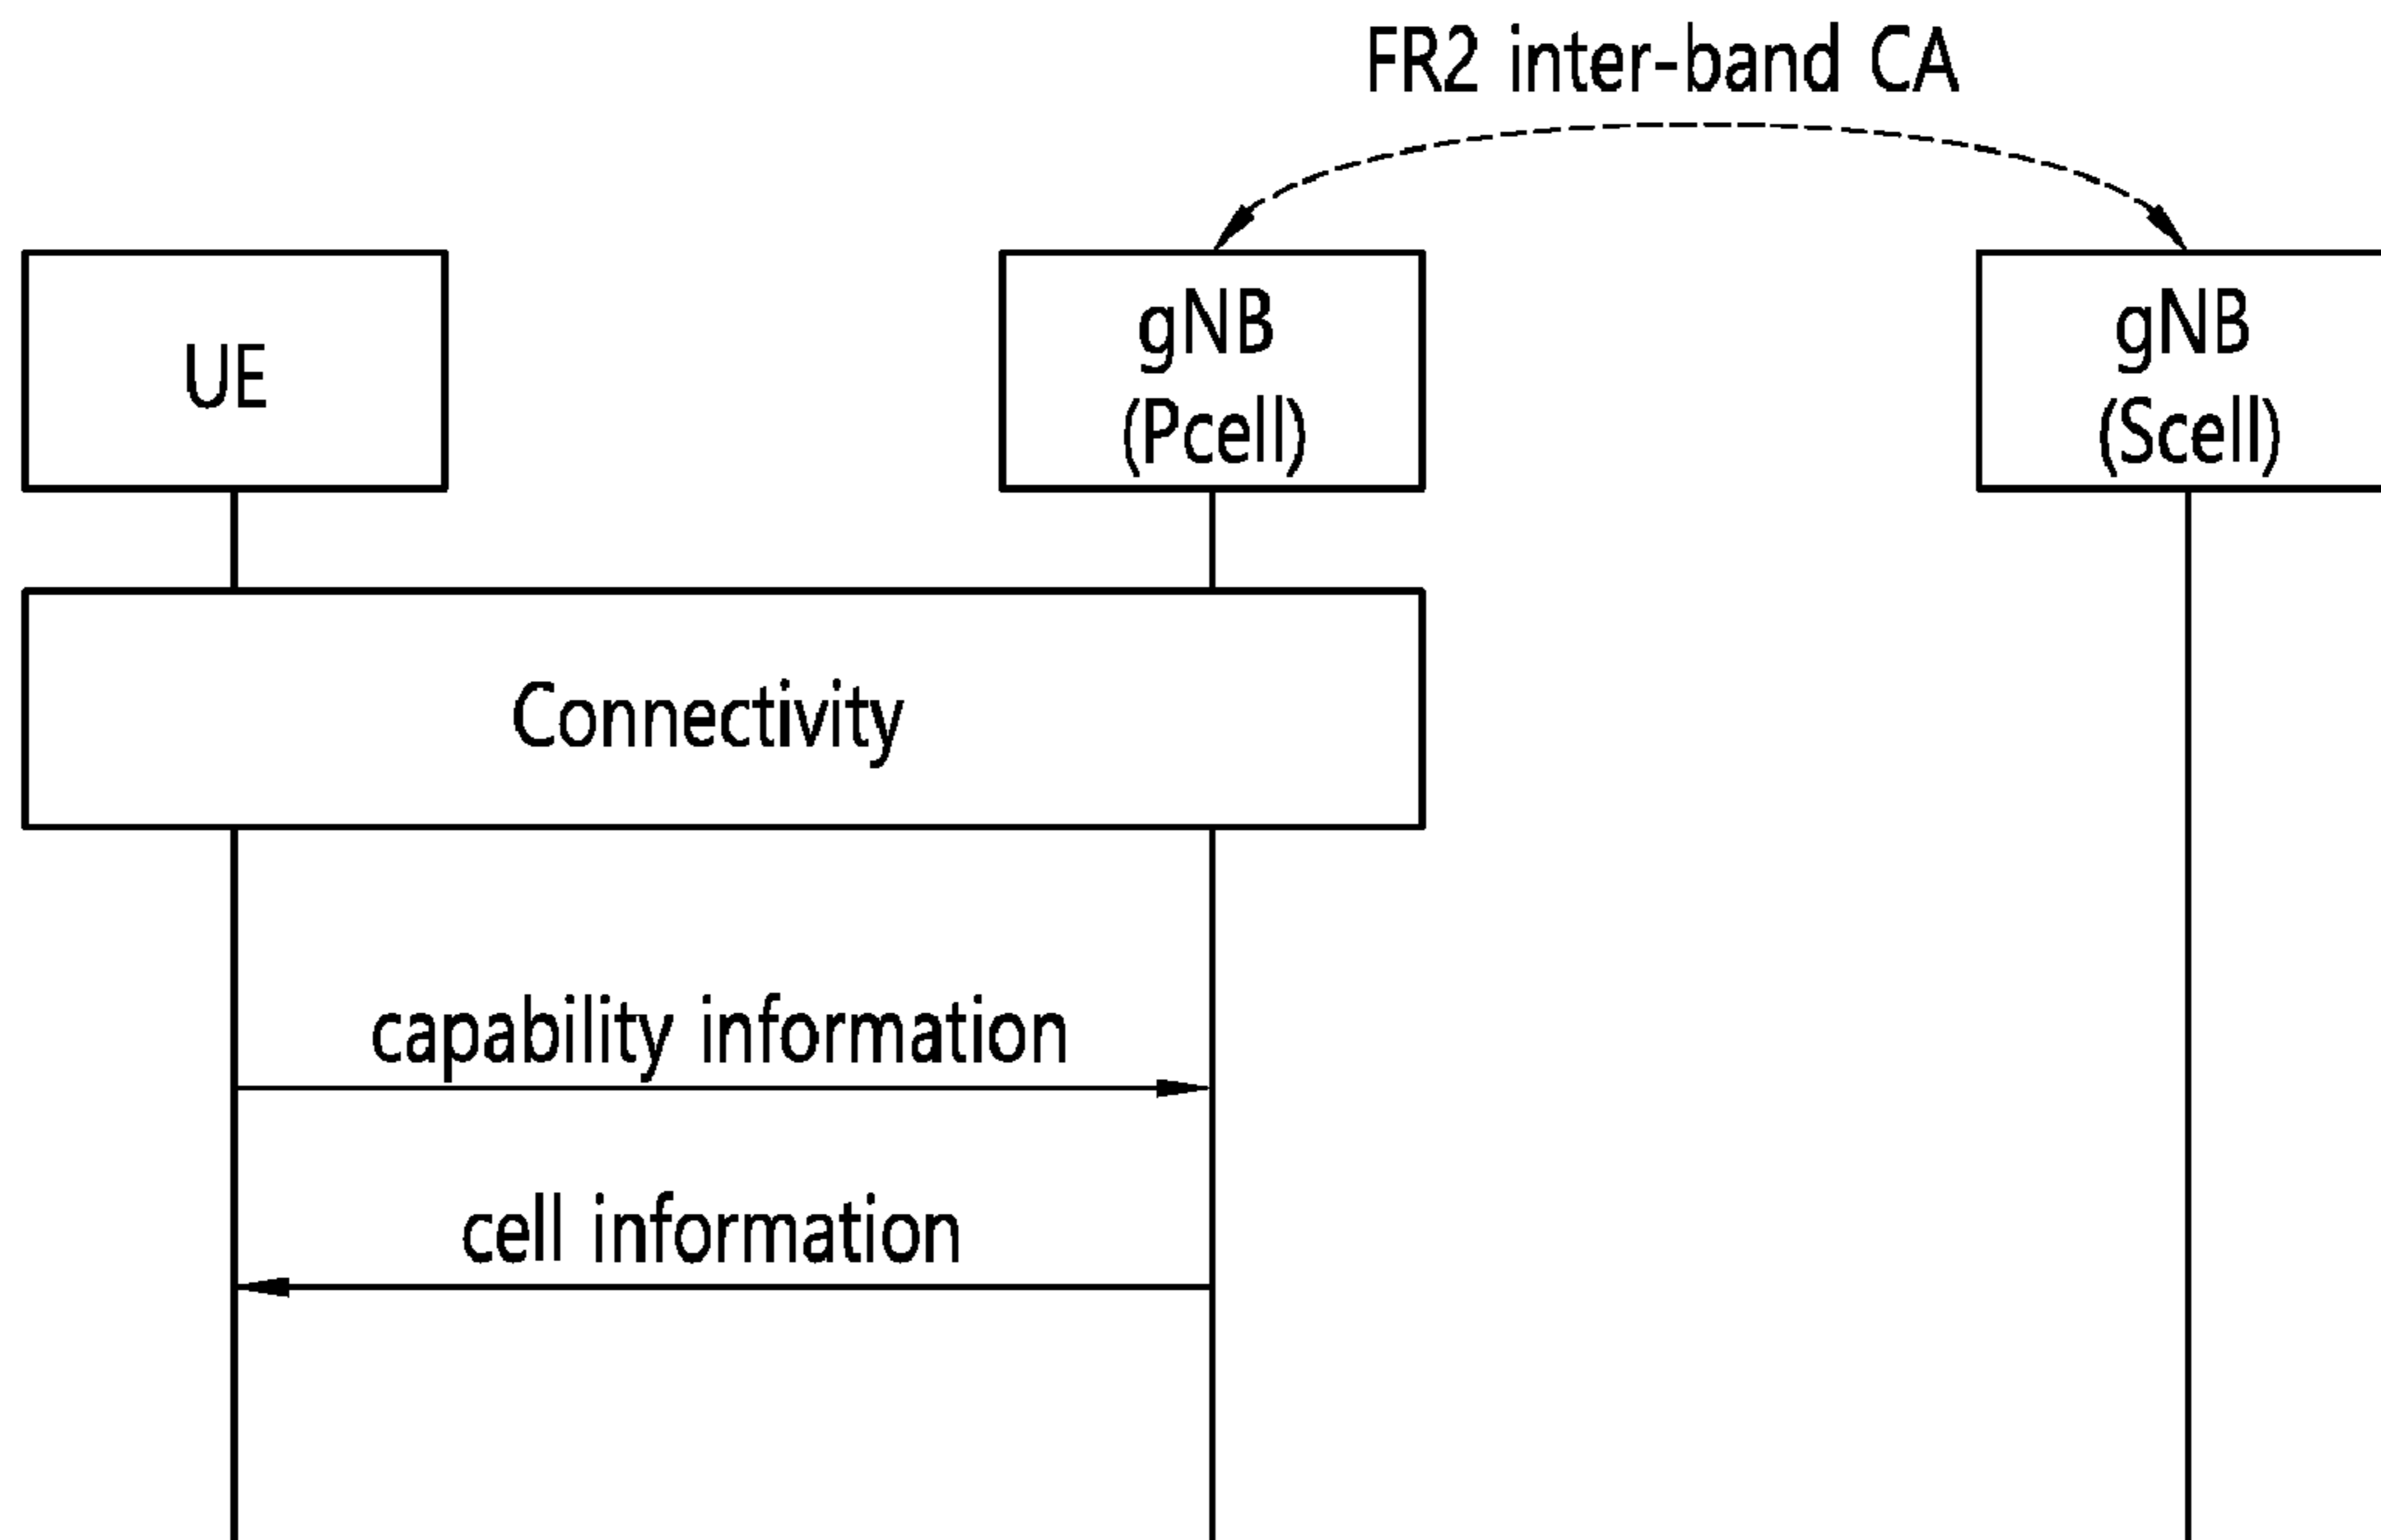 FR2 inter-band CA
UE
gNB
(Pcell)
gNB
(Scell)
Connectivity
capability information
cell information